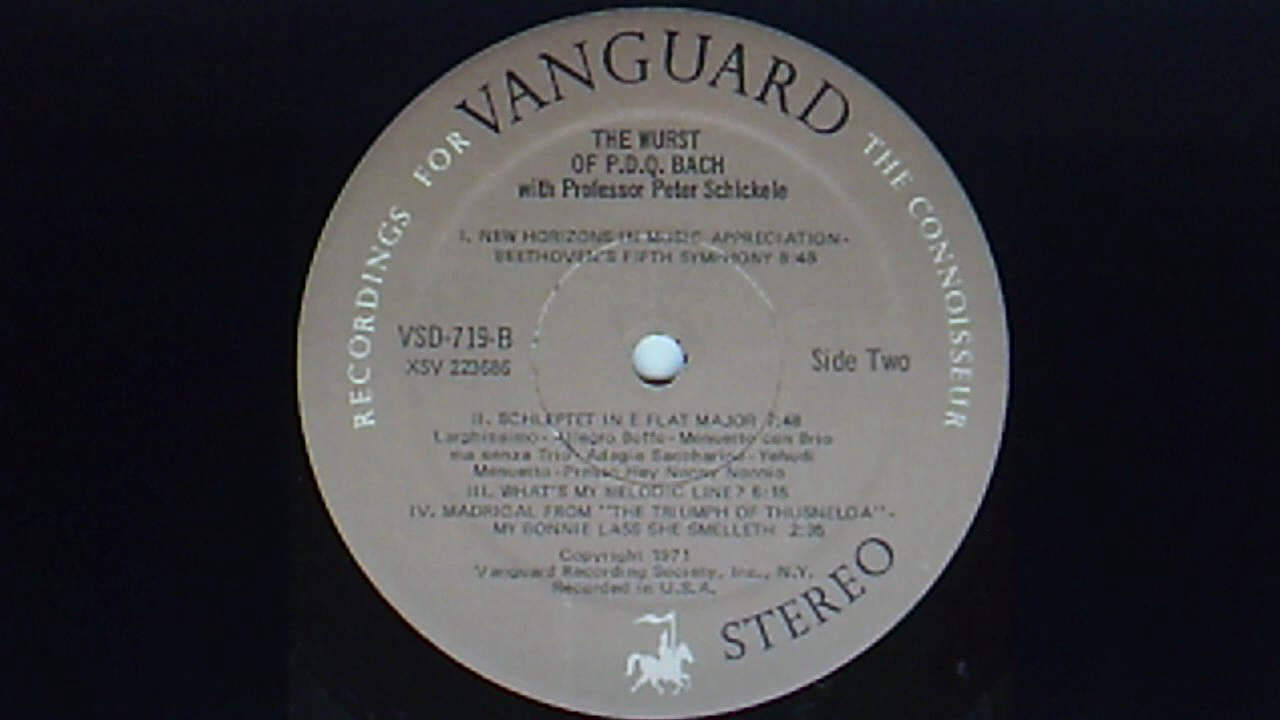 RECORDINGS FOR VANGUARD THE CONNOISSEUR
THE WURST
OF P.D.Q. BACH
with Professor Peter Schickele
I. NEW HORIZONS IN MUSIC APPRECIATION-
BEETHOVEN'S FIFTH SYMPHONY 8:48
VSD-719-B
XSV 223686
Side Two
II. SCHLEPTET IN E FLAT MAJOR 7:48
Larghissimo - Allegro Boffo - Menuetto con Brio
ma senza Trio - Adagio Saccharino - Yehudi
Menuetto - Presto Hey Nonny Nonnio
III. WHAT'S MY MELODIC LINE? 6:15
IV. MADRIGAL FROM "THE TRIUMPH OF THUSNELDA" -
MY BONNIE LASS SHE SMELLETH 2:35
Copyright 1971
Vanguard Recording Society, Inc., N.Y.
Recorded in U.S.A.
STEREO